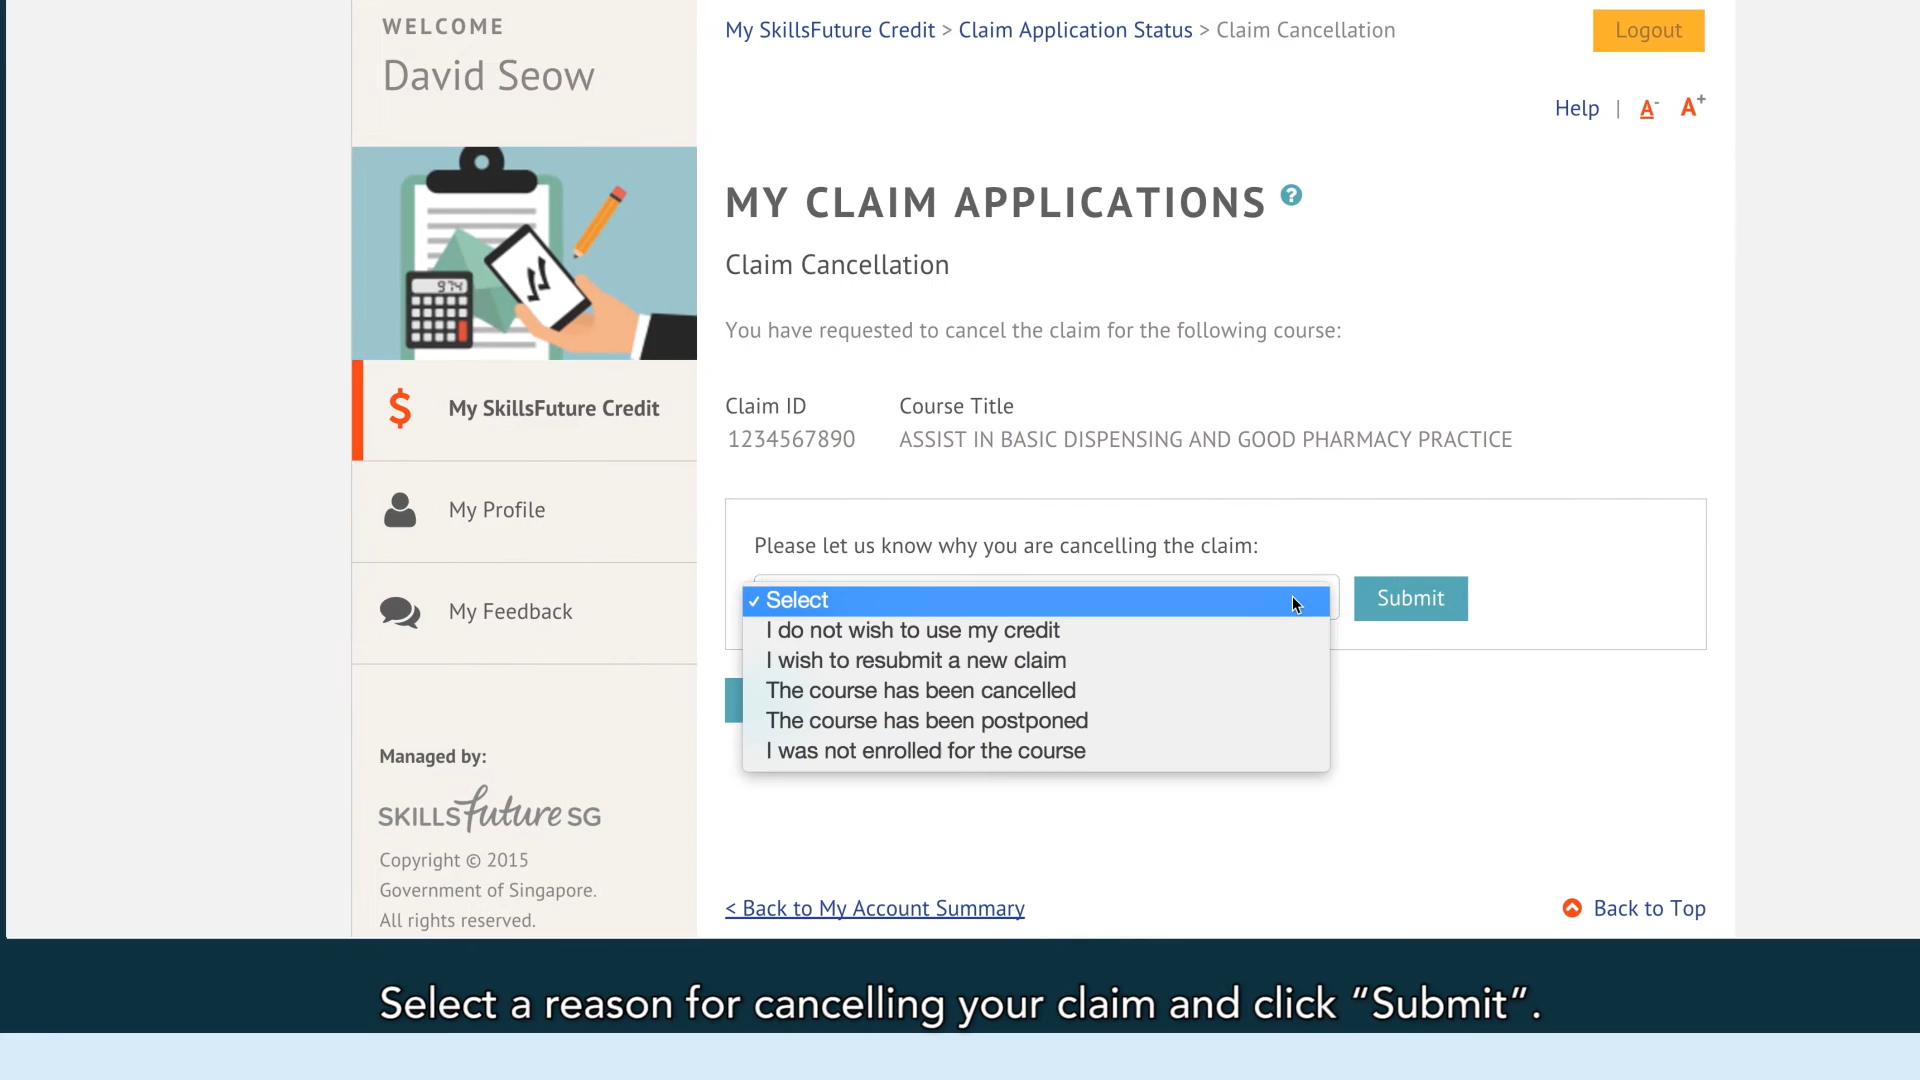 WELCOME
David Seow
My SkillsFuture Credit > Claim Application Status > Claim Cancellation
Logout
Help | A- A+
974
My SkillsFuture Credit
My Profile
My Feedback
Managed by:
SKILLSfuture SG
Copyright © 2015
Government of Singapore.
All rights reserved.
MY CLAIM APPLICATIONS ?
Claim Cancellation
You have requested to cancel the claim for the following course:
Claim ID Course Title
1234567890 ASSIST IN BASIC DISPENSING AND GOOD PHARMACY PRACTICE
Please let us know why you are cancelling the claim:
✓ Select
Submit
I do not wish to use my credit
I wish to resubmit a new claim
The course has been cancelled
The course has been postponed
I was not enrolled for the course
< Back to My Account Summary
Back to Top
Select a reason for cancelling your claim and click “Submit”.